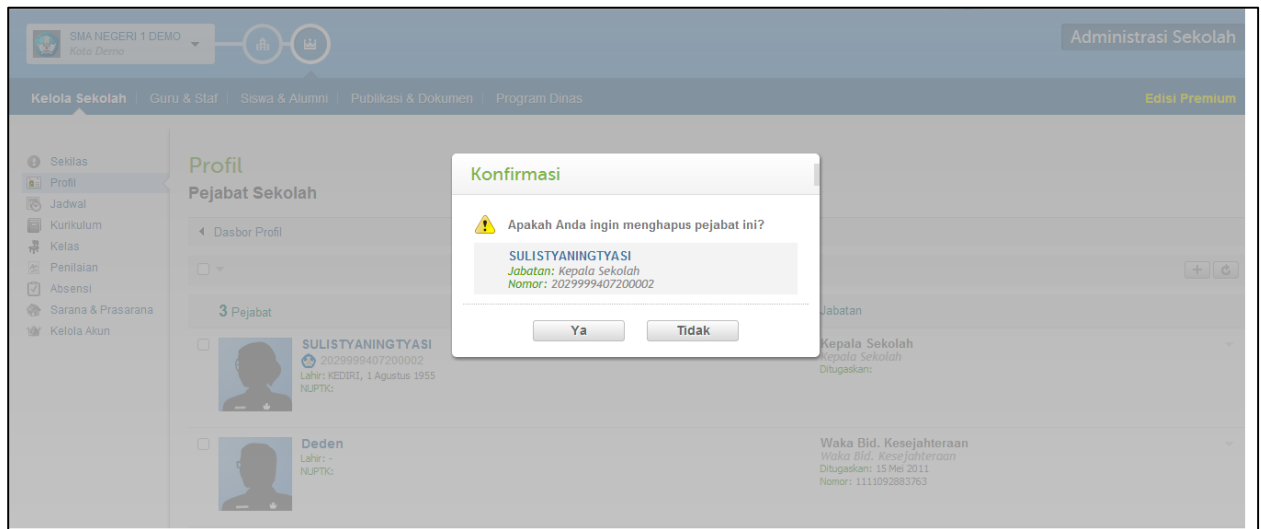 SMA NEGERI 1 DEMO
Kota Demo
Administrasi Sekolah
Kelola Sekolah Guru & Staf Siswa & Alumni Publikasi & Dokumen Program Dinas Edisi Premium
Sekilas
Profil
Jadwal
Kurikulum
Kelas
Penilaian
Absensi
Sarana & Prasarana
Kelola Akun
Profil
Pejabat Sekolah
Dasbor Profil
3 Pejabat
Jabatan
SULISTYANINGTYASI
2029999407200002
Lahir: KEDIRI, 1 Agustus 1955
NUPTK:
Kepala Sekolah
Kepala Sekolah
Ditugaskan:
Deden
Lahir: -
NUPTK:
Waka Bid. Kesejahteraan
Waka Bid. Kesejahteraan
Ditugaskan: 15 Mei 2011
Nomor: 1111092883763
Konfirmasi
Apakah Anda ingin menghapus pejabat ini?
SULISTYANINGTYASI
Jabatan: Kepala Sekolah
Nomor: 2029999407200002
Ya Tidak